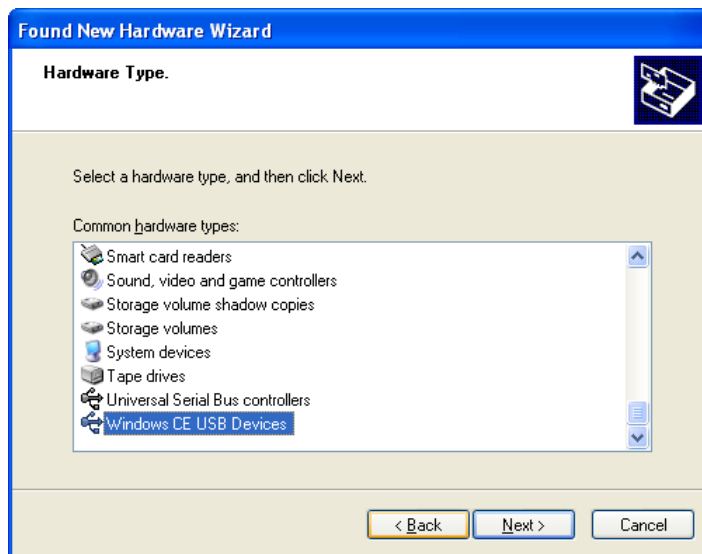 Found New Hardware Wizard
Hardware Type.
Select a hardware type, and then click Next.
Common hardware types:
Smart card readers
Sound, video and game controllers
Storage volume shadow copies
Storage volumes
System devices
Tape drives
Universal Serial Bus controllers
Windows CE USB Devices
< Back Next > Cancel